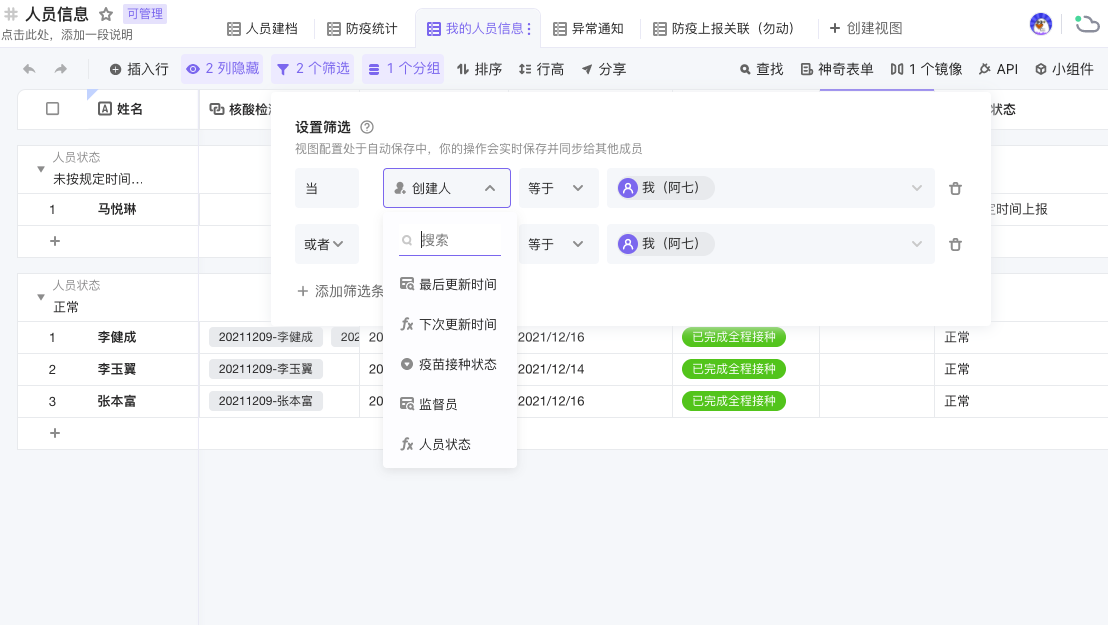 人员信息 可管理
点击此处，添加一段说明
人员建档 防疫统计 我的人员信息 异常通知 防疫上报关联（勿动） 创建视图
插入行 2 列隐藏 2 个筛选 1 个分组 排序 行高 分享 查找 神奇表单 1 个镜像 API 小组件
姓名 核酸检 状态
设置筛选
视图配置处于自动保存中，你的操作会实时保存并同步给其他成员
人员状态
未按规定时间…
当 创建人 等于 我（阿七）
1 马悦琳 定时间上报
或者 搜索 等于 我（阿七）
人员状态
正常
添加筛选条
最后更新时间
下次更新时间
疫苗接种状态
监督员
人员状态
1 李健成 20211209-李健成 202 20 2021/12/16 已完成全程接种 正常
2 李玉翼 20211209-李玉翼 20 2021/12/14 已完成全程接种 正常
3 张本富 20211209-张本富 20 2021/12/16 已完成全程接种 正常